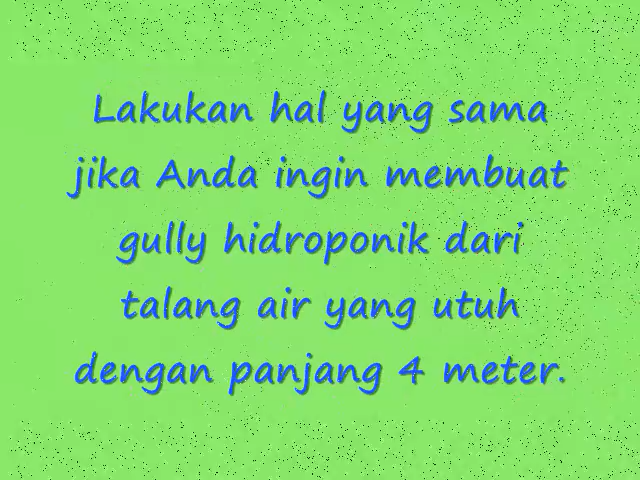 Lakukan hal yang sama
jika Anda ingin membuat
gully hidroponik dari
talang air yang utuh
dengan panjang 4 meter.